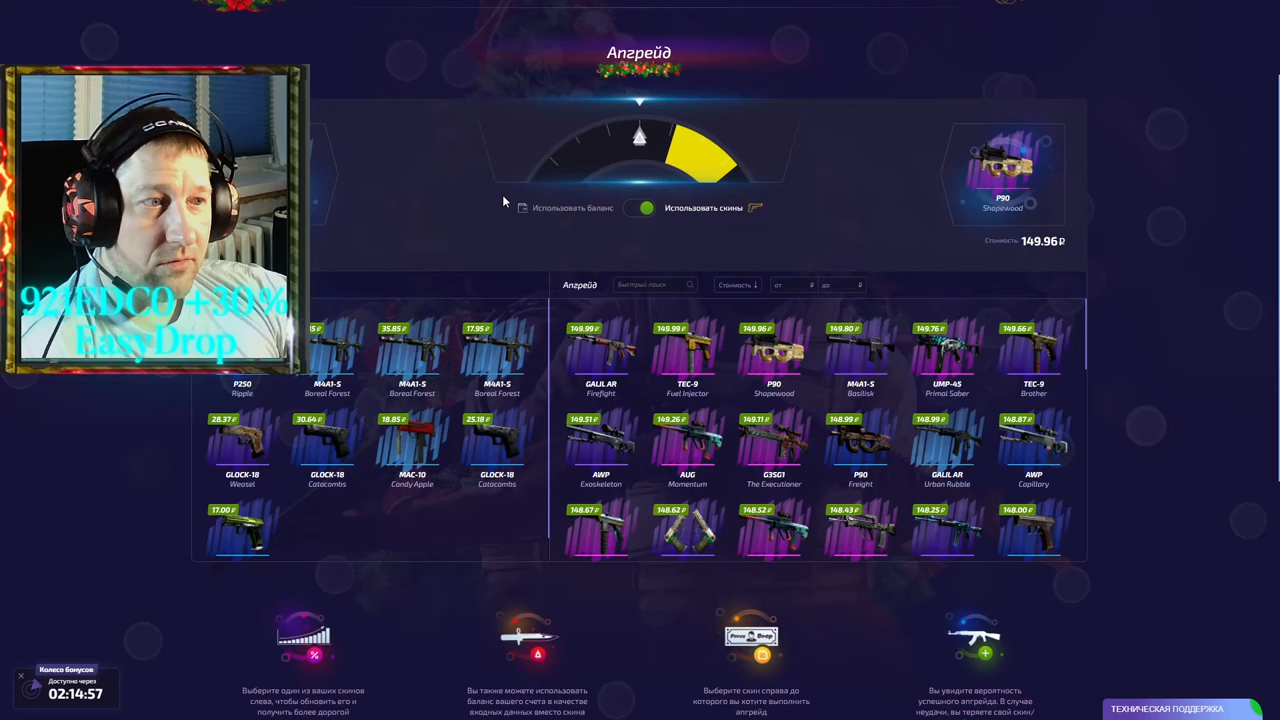 Апгрейд
Использовать баланс
Использовать скины
P90
Shapewood
Стоимость 149.96 ₽
921EDC0 +30%
EasyDrop
Апгрейд
Быстрый поиск
Стоимость ↓
от ₽
до ₽
35.85 ₽
17.95 ₽
P250
Ripple
M4A1-S
Boreal Forest
M4A1-S
Boreal Forest
M4A1-S
Boreal Forest
28.37 ₽
30.64 ₽
18.85 ₽
25.18 ₽
GLOCK-18
Weasel
GLOCK-18
Catacombs
MAC-10
Candy Apple
GLOCK-18
Catacombs
17.00 ₽
149.99 ₽
149.99 ₽
149.96 ₽
149.80 ₽
149.76 ₽
149.66 ₽
GALIL AR
Firefight
TEC-9
Fuel Injector
P90
Shapewood
M4A1-S
Basilisk
UMP-45
Primal Saber
TEC-9
Brother
149.51 ₽
149.26 ₽
149.11 ₽
148.99 ₽
148.99 ₽
148.87 ₽
AWP
Exoskeleton
AUG
Momentum
G3SG1
The Executioner
P90
Freight
GALIL AR
Urban Rubble
AWP
Capillary
148.67 ₽
148.62 ₽
148.52 ₽
148.43 ₽
148.25 ₽
148.00 ₽
Колесо бонусов
Доступно через
02:14:57
Выберите один из ваших скинов
слева, чтобы обновить его и
получить более дорогой
Вы также можете использовать
баланс вашего счета в качестве
входных данных вместо скина
Выберите скин справа до
которого вы хотите выполнить
апгрейд
Вы увидите вероятность
успешного апгрейда. В случае
неудачи, вы теряете свой скин/
ТЕХНИЧЕСКАЯ ПОДДЕРЖКА